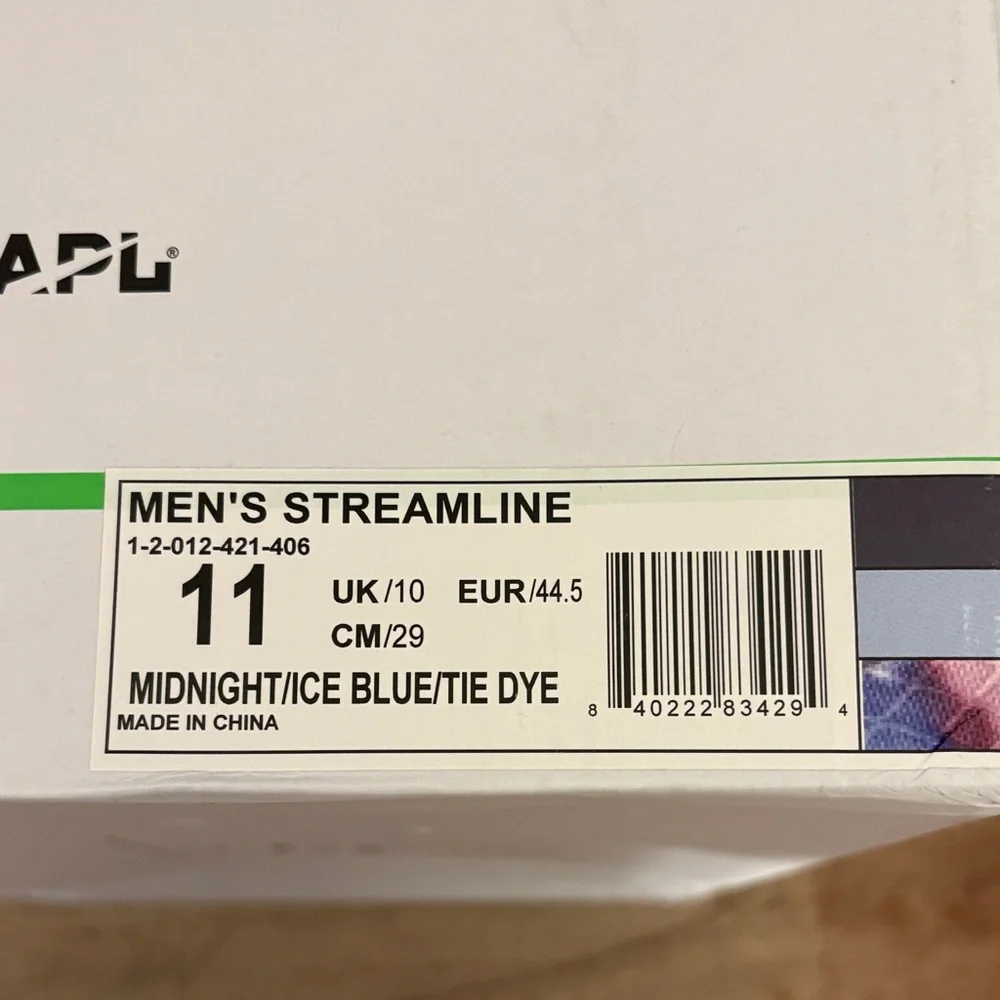 APL®
MEN'S STREAMLINE
1-2-012-421-406
11 UK/10 EUR/44.5
CM/29
MIDNIGHT/ICE BLUE/TIE DYE
MADE IN CHINA
8 40222 83429 4